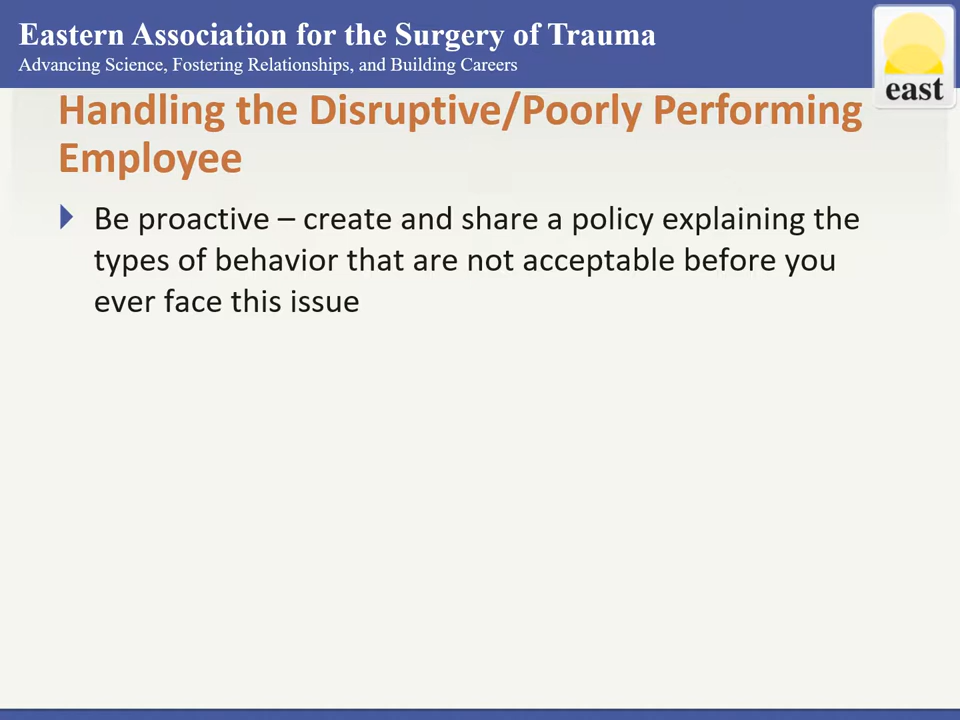 Eastern Association for the Surgery of Trauma
Advancing Science, Fostering Relationships, and Building Careers
east
Handling the Disruptive/Poorly Performing
Employee
Be proactive – create and share a policy explaining the
types of behavior that are not acceptable before you
ever face this issue